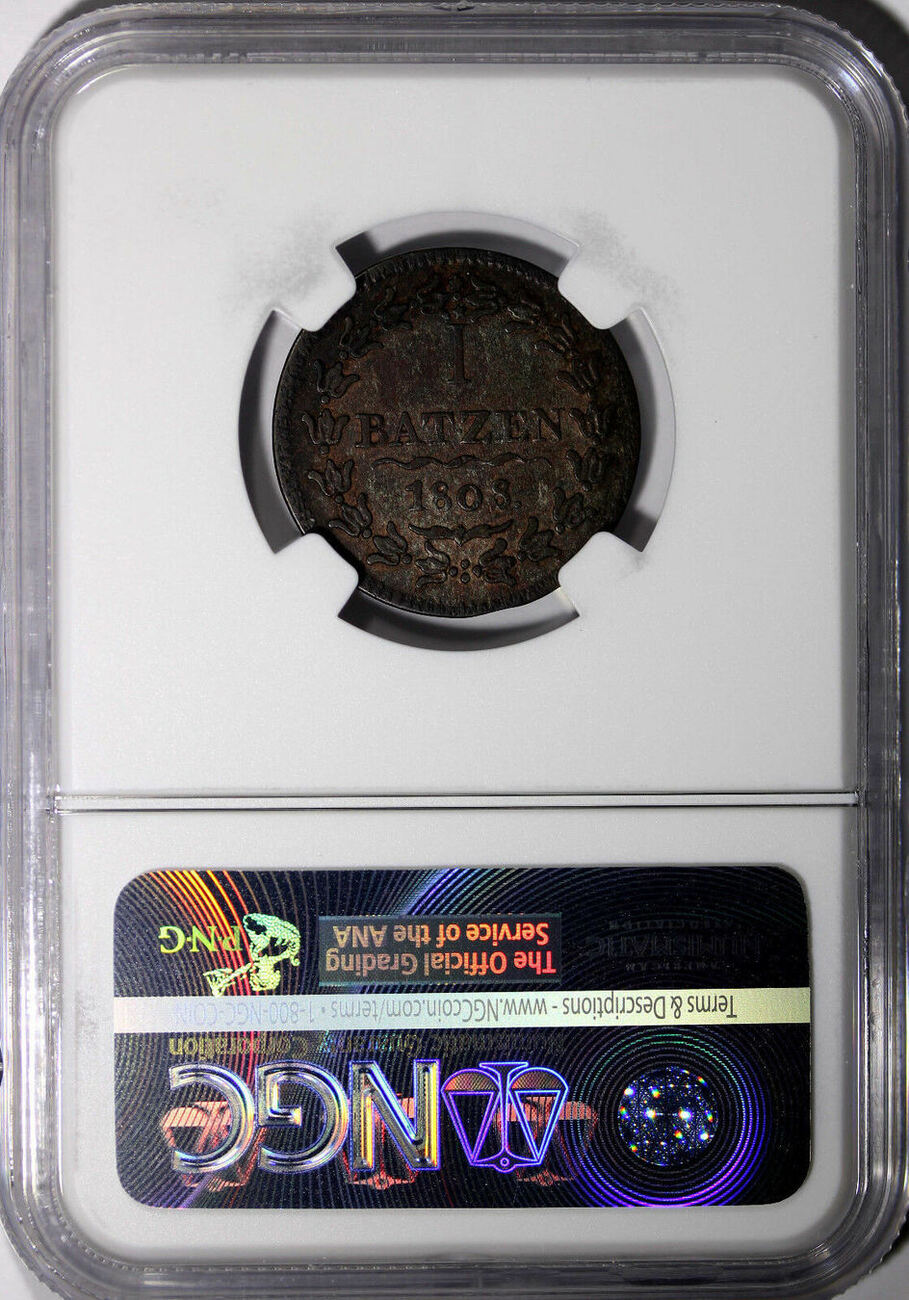 1
BATZEN
1808.
NGC
Terms & Descriptions - www.NGCcoin.com/terms • 1-800-NGC-COIN
The Official Grading
Service of the ANA
PNG